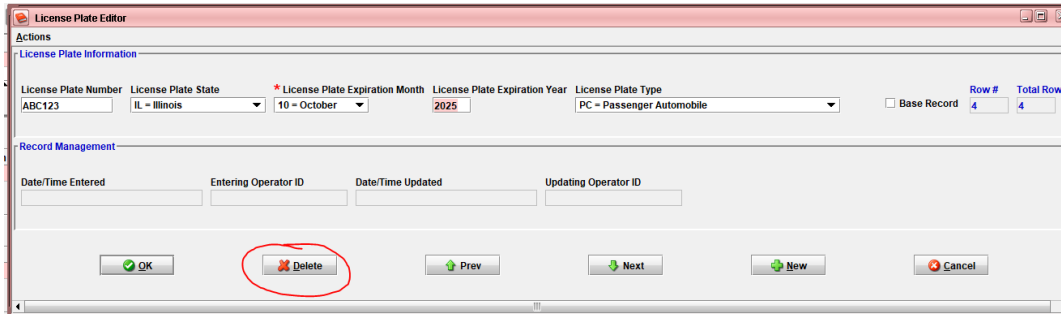 License Plate Editor
Actions
License Plate Information
License Plate Number License Plate State * License Plate Expiration Month License Plate Expiration Year License Plate Type Base Record Row # Total Row
ABC123 IL = Illinois 10 = October 2025 PC = Passenger Automobile 4 4
Record Management
Date/Time Entered Entering Operator ID Date/Time Updated Updating Operator ID
OK Delete Prev Next New Cancel